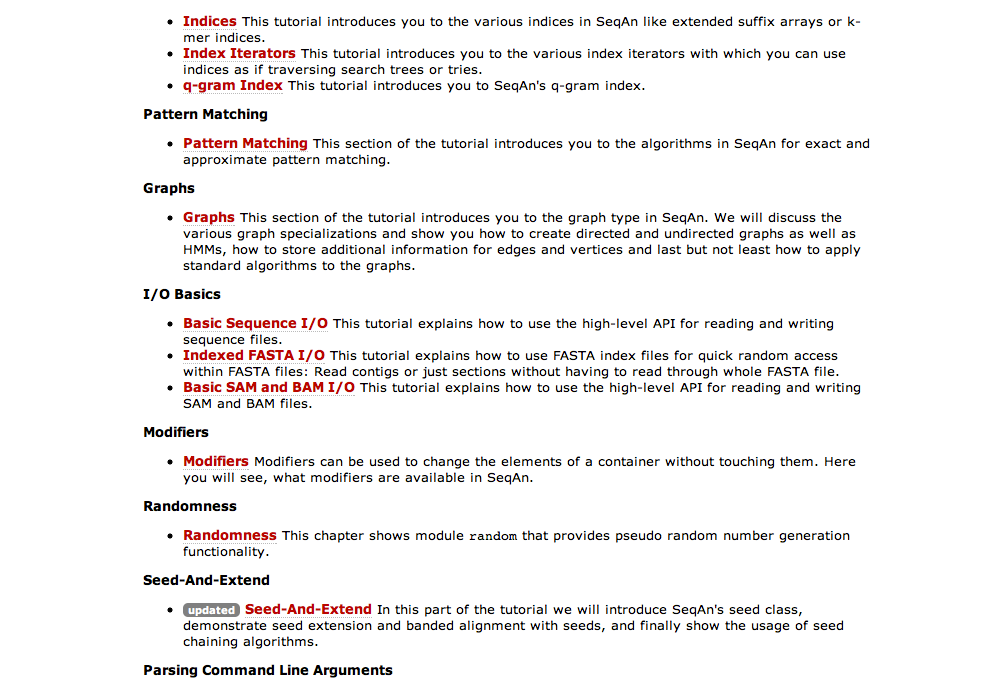 Indices This tutorial introduces you to the various indices in SeqAn like extended suffix arrays or k-
mer indices.
Index Iterators This tutorial introduces you to the various index iterators with which you can use
indices as if traversing search trees or tries.
q-gram Index This tutorial introduces you to SeqAn's q-gram index.
Pattern Matching
Pattern Matching This section of the tutorial introduces you to the algorithms in SeqAn for exact and
approximate pattern matching.
Graphs
Graphs This section of the tutorial introduces you to the graph type in SeqAn. We will discuss the
various graph specializations and show you how to create directed and undirected graphs as well as
HMMs, how to store additional information for edges and vertices and last but not least how to apply
standard algorithms to the graphs.
I/O Basics
Basic Sequence I/O This tutorial explains how to use the high-level API for reading and writing
sequence files.
Indexed FASTA I/O This tutorial explains how to use FASTA index files for quick random access
within FASTA files: Read contigs or just sections without having to read through whole FASTA file.
Basic SAM and BAM I/O This tutorial explains how to use the high-level API for reading and writing
SAM and BAM files.
Modifiers
Modifiers Modifiers can be used to change the elements of a container without touching them. Here
you will see, what modifiers are available in SeqAn.
Randomness
Randomness This chapter shows module random that provides pseudo random number generation
functionality.
Seed-And-Extend
updated Seed-And-Extend In this part of the tutorial we will introduce SeqAn's seed class,
demonstrate seed extension and banded alignment with seeds, and finally show the usage of seed
chaining algorithms.
Parsing Command Line Arguments